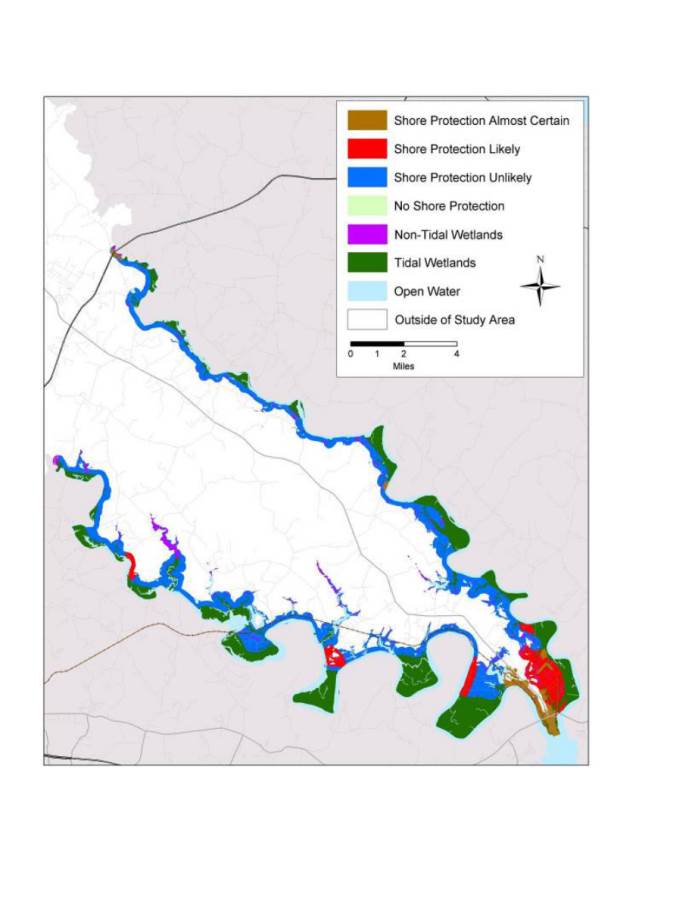 Shore Protection Almost Certain
Shore Protection Likely
Shore Protection Unlikely
No Shore Protection
Non-Tidal Wetlands
Tidal Wetlands
N
Open Water
Outside of Study Area
0 1 2 4
Miles